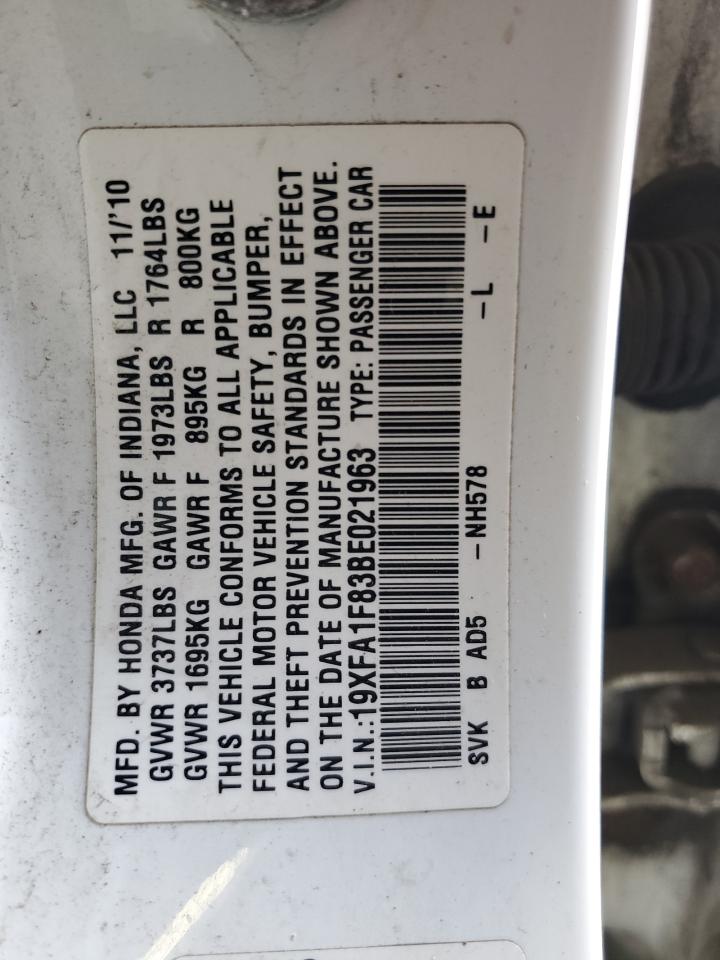 MFD. BY HONDA MFG. OF INDIANA, LLC 11/'10
GVWR 3737LBS GAWR F 1973LBS R 1764LBS
GVWR 1695KG GAWR F 895KG R 800KG
THIS VEHICLE CONFORMS TO ALL APPLICABLE
FEDERAL MOTOR VEHICLE SAFETY, BUMPER,
AND THEFT PREVENTION STANDARDS IN EFFECT
ON THE DATE OF MANUFACTURE SHOWN ABOVE.
V.I.N.:19XFA1F83BE021963 TYPE: PASSENGER CAR
SVK B AD5 -NH578 -L -E